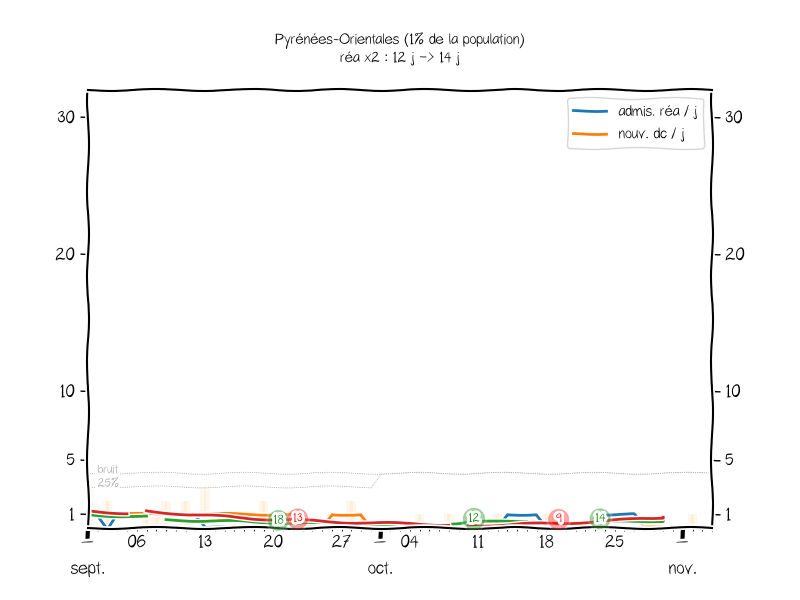 Pyrénées-Orientales (1% de la population)
réa x2 : 12 j -> 14 j
admis. réa / j
nouv. dc / j
30 30
20 20
10 10
5 5
bruit
25%
1 1
18 13 12 9 14
06 13 20 27 04 11 18 25
sept. oct. nov.